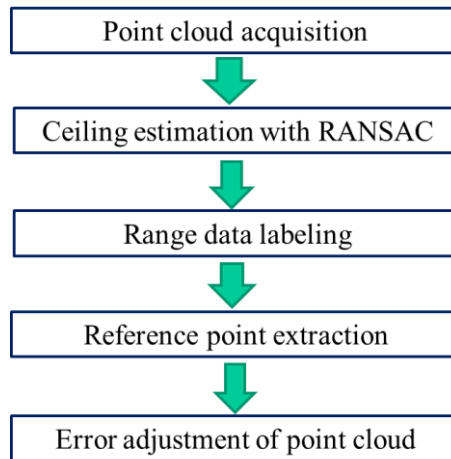 Point cloud acquisition
Ceiling estimation with RANSAC
Range data labeling
Reference point extraction
Error adjustment of point cloud